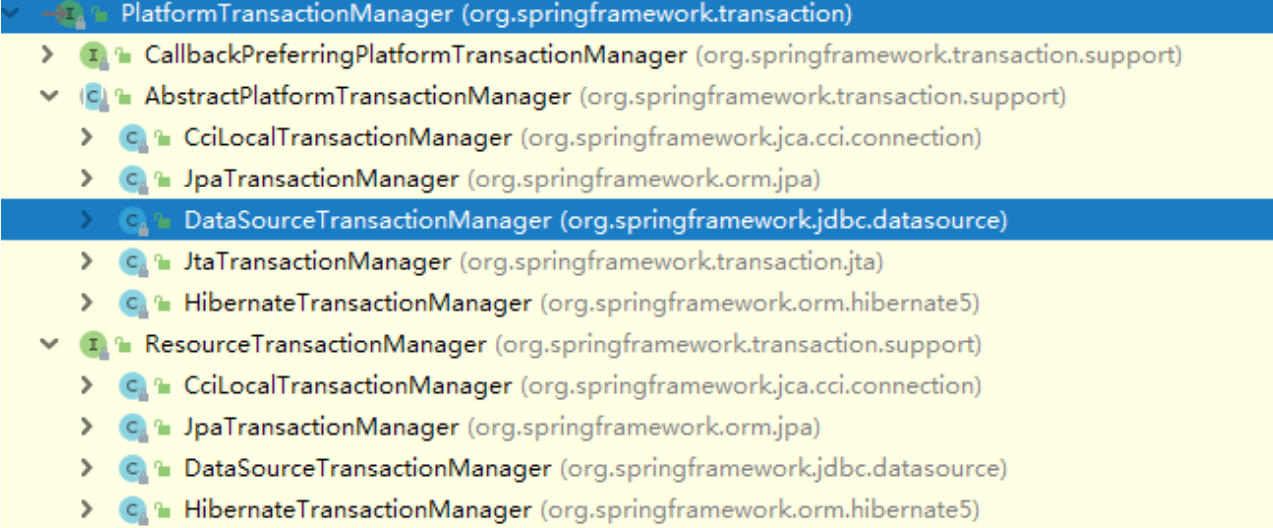 PlatformTransactionManager (org.springframework.transaction)
CallbackPreferringPlatformTransactionManager (org.springframework.transaction.support)
AbstractPlatformTransactionManager (org.springframework.transaction.support)
CciLocalTransactionManager (org.springframework.jca.cci.connection)
JpaTransactionManager (org.springframework.orm.jpa)
DataSourceTransactionManager (org.springframework.jdbc.datasource)
JtaTransactionManager (org.springframework.transaction.jta)
HibernateTransactionManager (org.springframework.orm.hibernate5)
ResourceTransactionManager (org.springframework.transaction.support)
CciLocalTransactionManager (org.springframework.jca.cci.connection)
JpaTransactionManager (org.springframework.orm.jpa)
DataSourceTransactionManager (org.springframework.jdbc.datasource)
HibernateTransactionManager (org.springframework.orm.hibernate5)